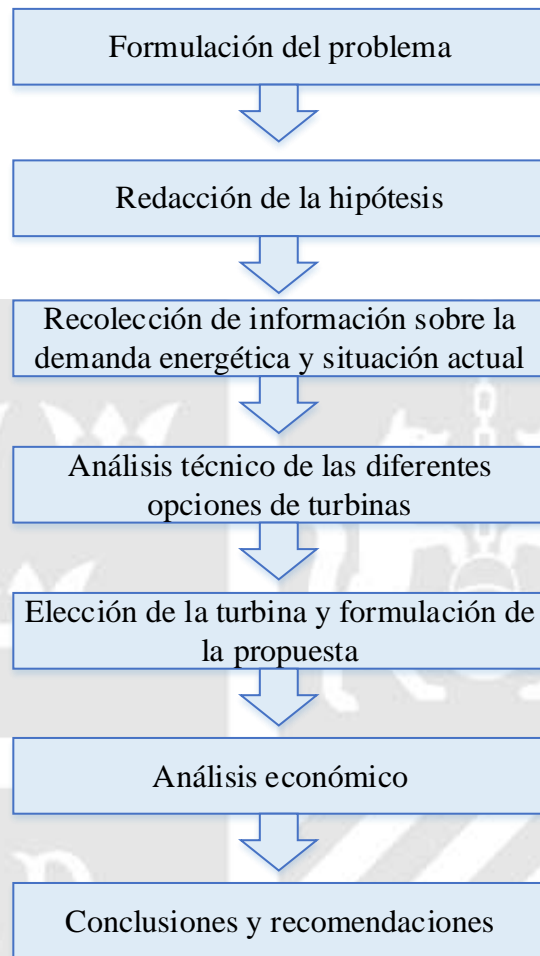 Formulación del problema
Redacción de la hipótesis
Recolección de información sobre la
demanda energética y situación actual
Análisis técnico de las diferentes
opciones de turbinas
Elección de la turbina y formulación de
la propuesta
Análisis económico
Conclusiones y recomendaciones